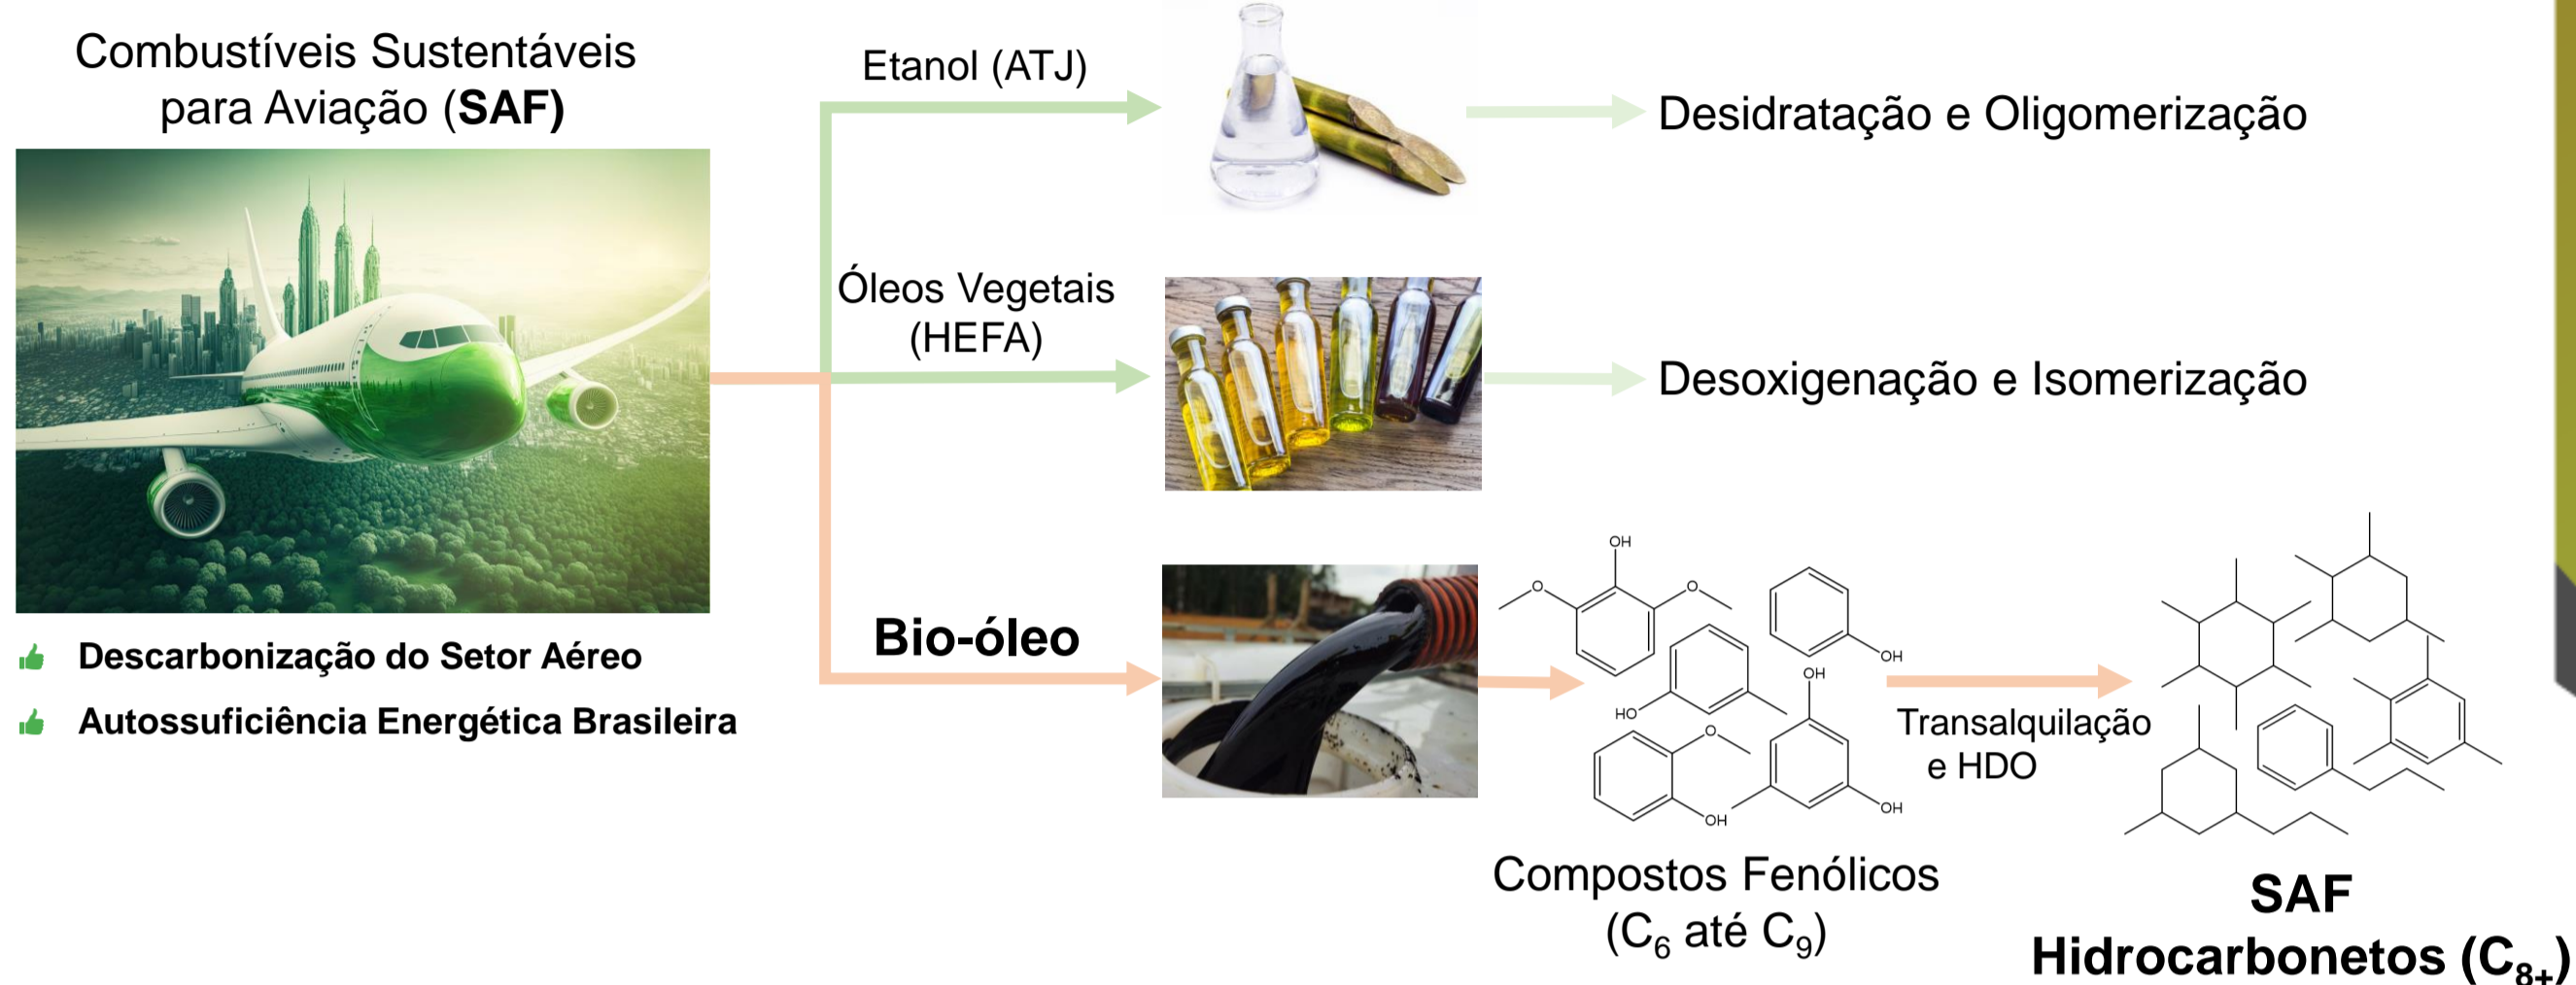 Combustíveis Sustentáveis
para Aviação (SAF)
Descarbonização do Setor Aéreo
Autossuficiência Energética Brasileira
Etanol (ATJ)
Desidratação e Oligomerização
Óleos Vegetais
(HEFA)
Desoxigenação e Isomerização
Bio-óleo
OH
O
O
OH
HO
OH
OH
O
OH
Compostos Fenólicos
(C₆ até C₉)
Transalquilação
e HDO
SAF
Hidrocarbonetos (C₈₊)